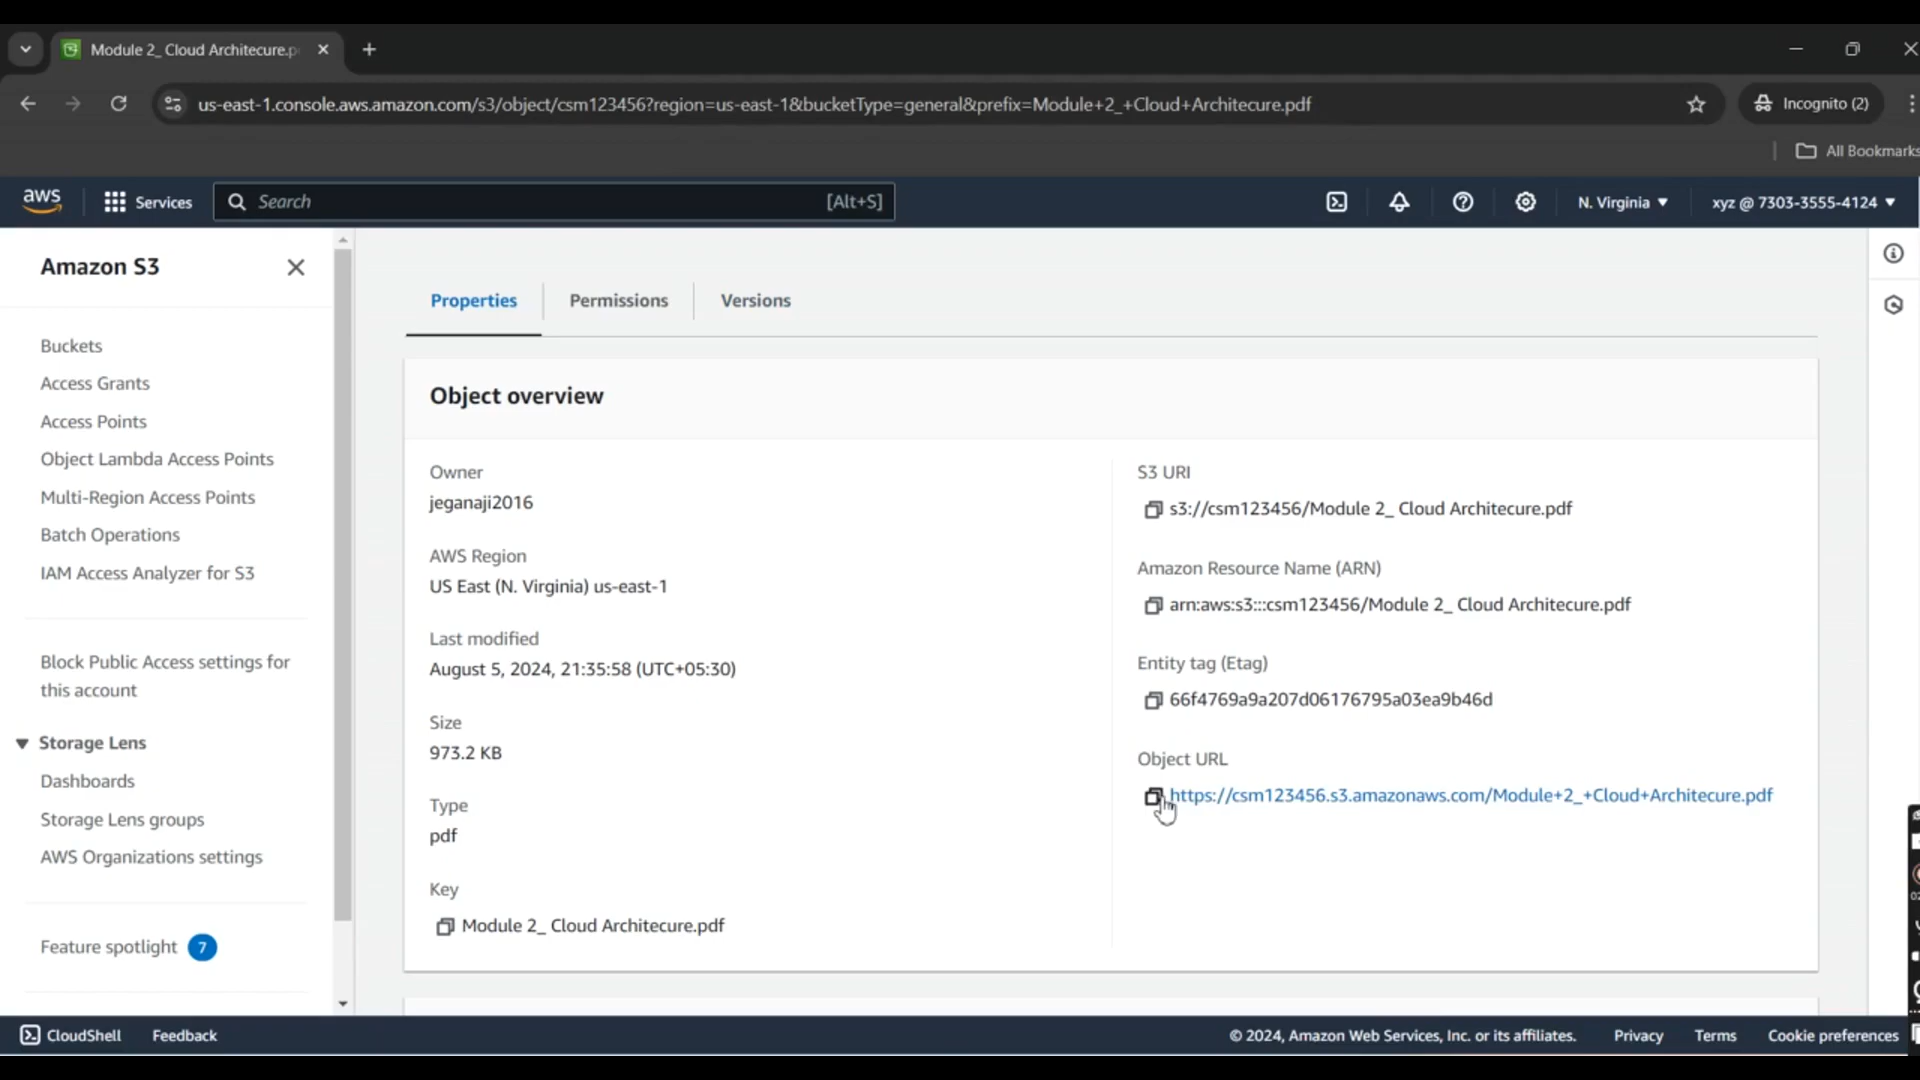 Module 2_ Cloud Architecure.p
us-east-1.console.aws.amazon.com/s3/object/csm123456?region=us-east-1&bucketType=general&prefix=Module+2_+Cloud+Architecure.pdf
Incognito (2)
All Bookmarks
aws
Services
Search
[Alt+S]
N. Virginia
xyz @ 7303-3555-4124
Amazon S3
Buckets
Access Grants
Access Points
Object Lambda Access Points
Multi-Region Access Points
Batch Operations
IAM Access Analyzer for S3
Block Public Access settings for
this account
Storage Lens
Dashboards
Storage Lens groups
AWS Organizations settings
Feature spotlight 7
Properties
Permissions
Versions
Object overview
Owner
jeganaji2016
AWS Region
US East (N. Virginia) us-east-1
Last modified
August 5, 2024, 21:35:58 (UTC+05:30)
Size
973.2 KB
Type
pdf
Key
Module 2_ Cloud Architecure.pdf
S3 URI
s3://csm123456/Module 2_ Cloud Architecure.pdf
Amazon Resource Name (ARN)
arn:aws:s3:::csm123456/Module 2_ Cloud Architecure.pdf
Entity tag (Etag)
66f4769a9a207d06176795a03ea9b46d
Object URL
https://csm123456.s3.amazonaws.com/Module+2_+Cloud+Architecure.pdf
CloudShell
Feedback
© 2024, Amazon Web Services, Inc. or its affiliates.
Privacy
Terms
Cookie preferences